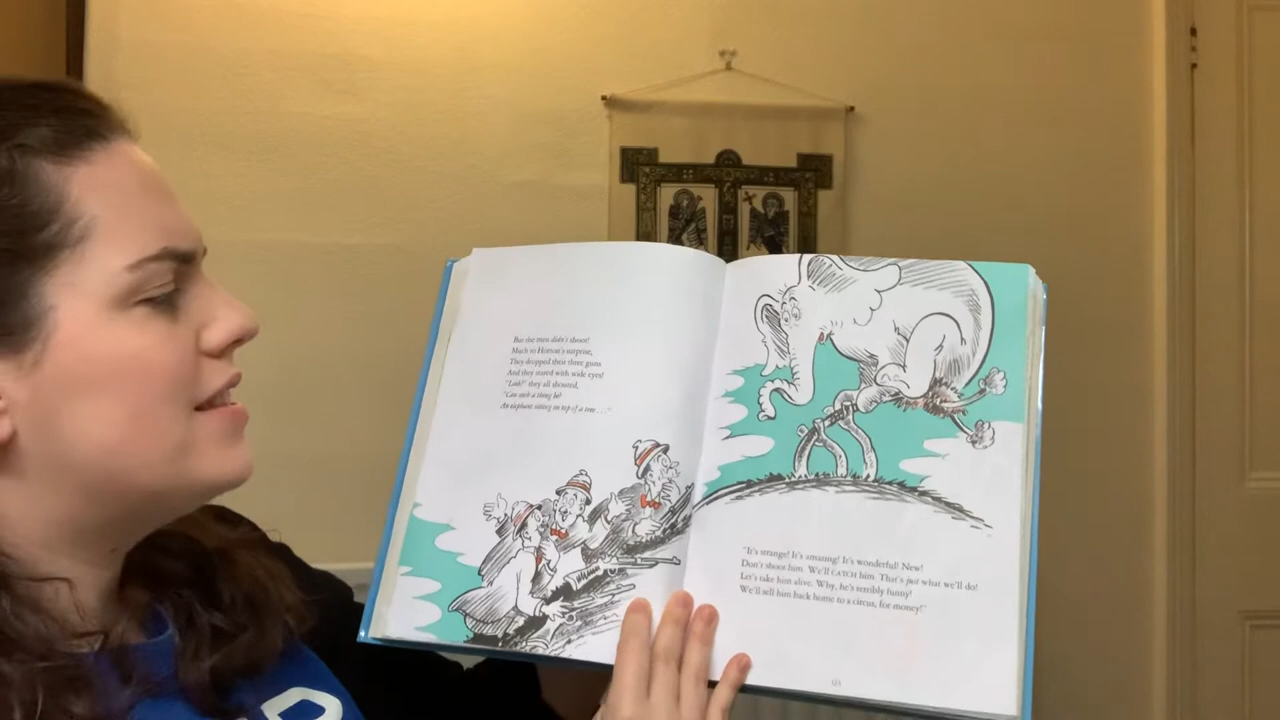 But the men didn't shoot!
Much to Horton's surprise,
They dropped their three guns
And they stared with wide eyes!
"Look!" they all shouted,
"Can such a thing be?
An elephant sitting on top of a tree . . ."
"It's strange! It's amazing! It's wonderful! New!
Don't shoot him. We'll CATCH him. That's just what we'll do!
Let's take him alive. Why, he's terribly funny!
We'll sell him back home to a circus, for money!"